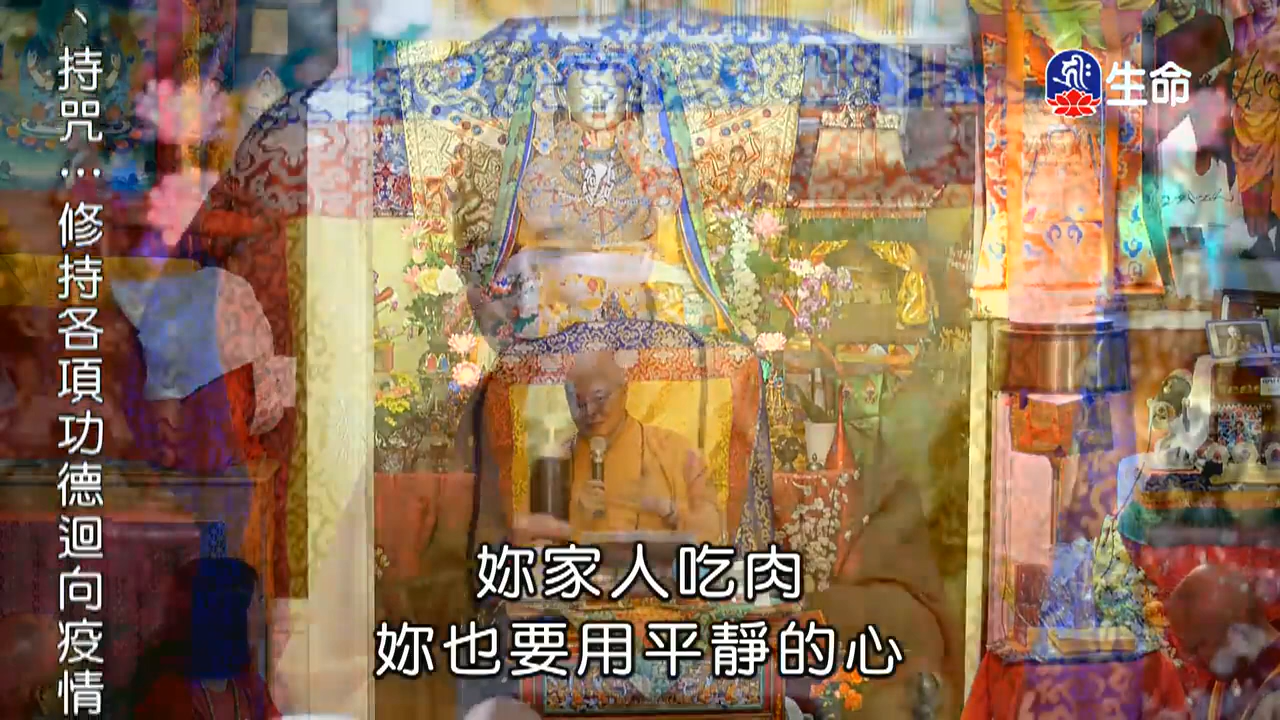 、持咒…修持各項功德迴向疫情
生命
妳家人吃肉
妳也要用平靜的心